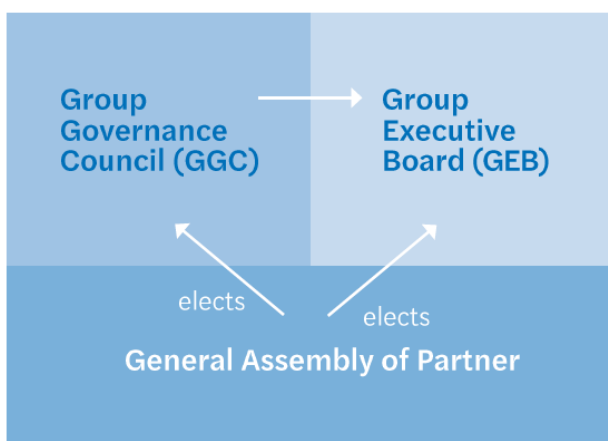 Group
Governance
Council (GGC)
Group
Executive
Board (GEB)
elects
elects
General Assembly of Partner